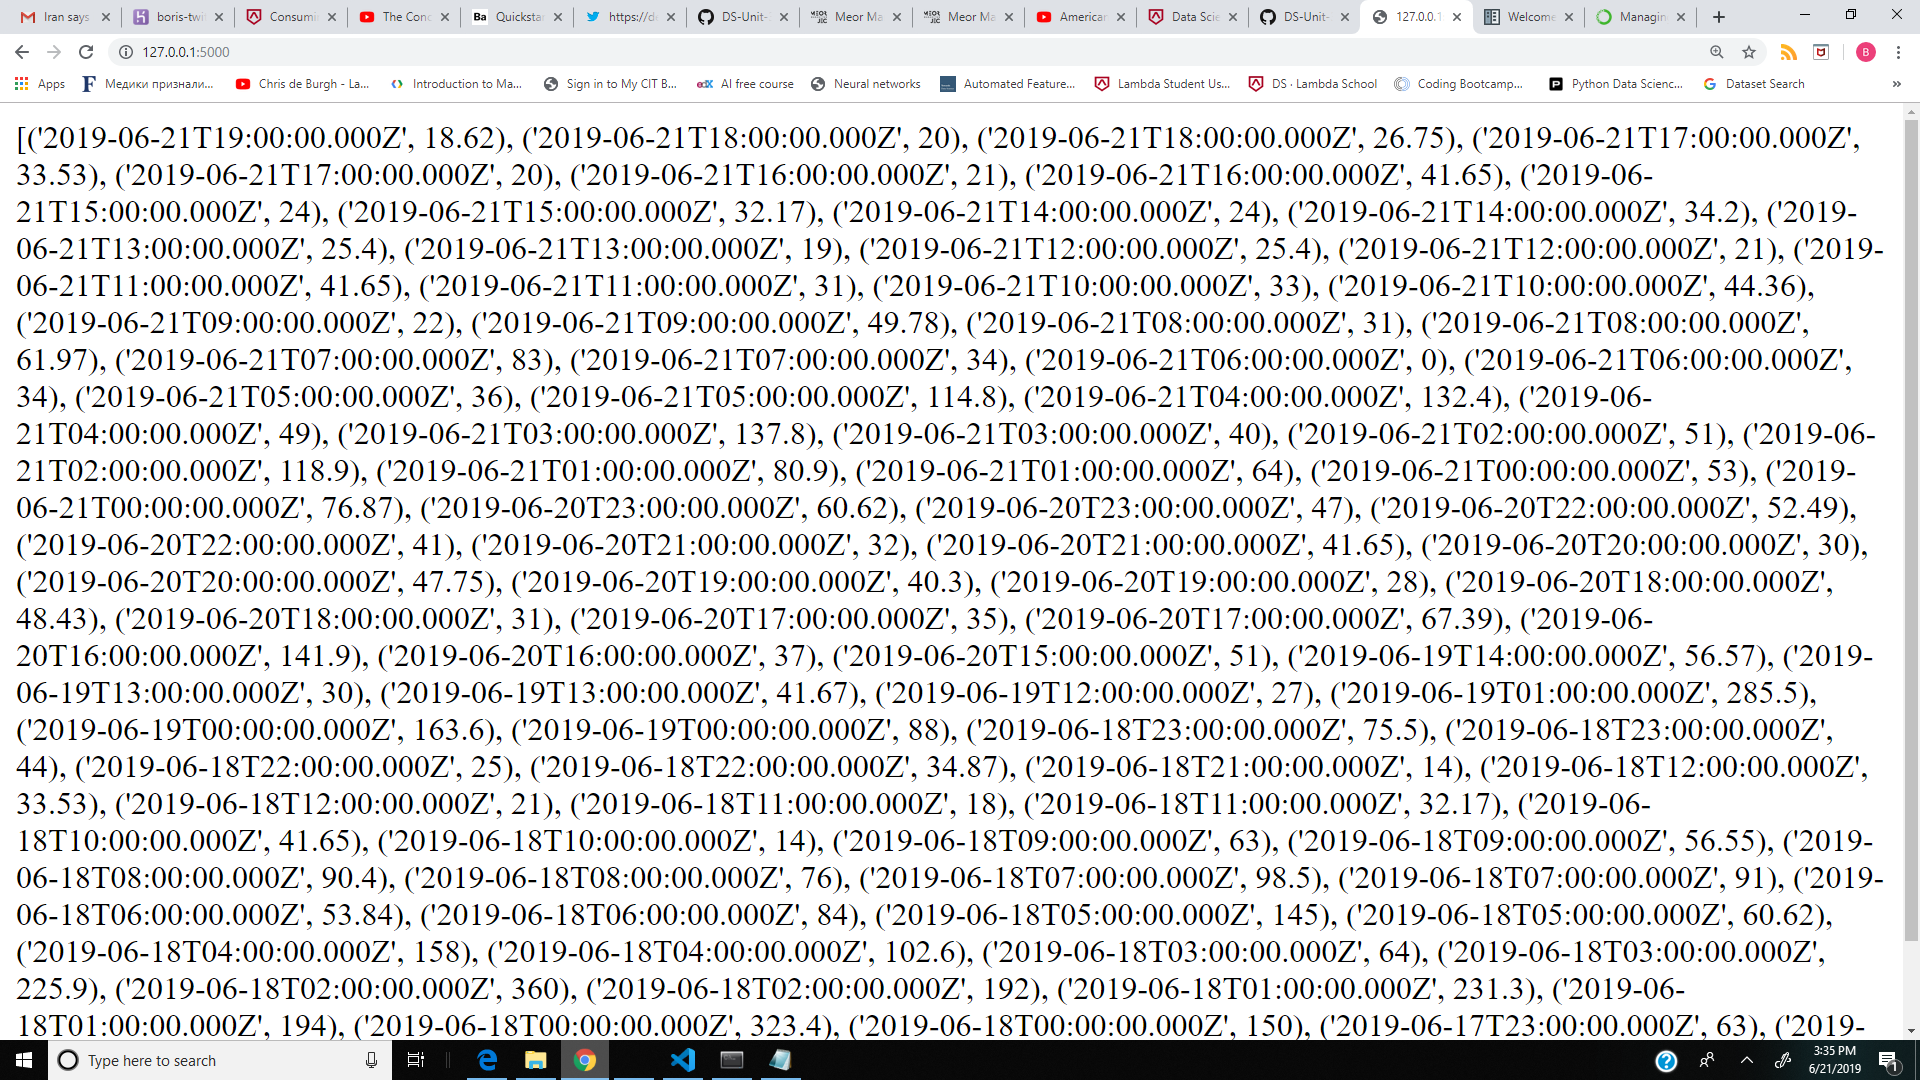 Iran says
boris-twi
Consumi
The Conc
Ba Quicksta
https://d
DS-Unit-
Meor Ma
Meor Ma
American
Data Scie
DS-Unit-
127.0.0.1
Welcome
Managin
127.0.0.1:5000
B
Apps
F Медики признали...
Chris de Burgh - La...
Introduction to Ma...
Sign in to My CIT B...
edX AI free course
Neural networks
Automated Feature...
Lambda Student Us...
DS · Lambda School
Coding Bootcamp...
Python Data Scienc...
Dataset Search
»
[('2019-06-21T19:00:00.000Z', 18.62), ('2019-06-21T18:00:00.000Z', 20), ('2019-06-21T18:00:00.000Z', 26.75), ('2019-06-21T17:00:00.000Z',
33.53), ('2019-06-21T17:00:00.000Z', 20), ('2019-06-21T16:00:00.000Z', 21), ('2019-06-21T16:00:00.000Z', 41.65), ('2019-06-
21T15:00:00.000Z', 24), ('2019-06-21T15:00:00.000Z', 32.17), ('2019-06-21T14:00:00.000Z', 24), ('2019-06-21T14:00:00.000Z', 34.2), ('2019-
06-21T13:00:00.000Z', 25.4), ('2019-06-21T13:00:00.000Z', 19), ('2019-06-21T12:00:00.000Z', 25.4), ('2019-06-21T12:00:00.000Z', 21), ('2019-
06-21T11:00:00.000Z', 41.65), ('2019-06-21T11:00:00.000Z', 31), ('2019-06-21T10:00:00.000Z', 33), ('2019-06-21T10:00:00.000Z', 44.36),
('2019-06-21T09:00:00.000Z', 22), ('2019-06-21T09:00:00.000Z', 49.78), ('2019-06-21T08:00:00.000Z', 31), ('2019-06-21T08:00:00.000Z',
61.97), ('2019-06-21T07:00:00.000Z', 83), ('2019-06-21T07:00:00.000Z', 34), ('2019-06-21T06:00:00.000Z', 0), ('2019-06-21T06:00:00.000Z',
34), ('2019-06-21T05:00:00.000Z', 36), ('2019-06-21T05:00:00.000Z', 114.8), ('2019-06-21T04:00:00.000Z', 132.4), ('2019-06-
21T04:00:00.000Z', 49), ('2019-06-21T03:00:00.000Z', 137.8), ('2019-06-21T03:00:00.000Z', 40), ('2019-06-21T02:00:00.000Z', 51), ('2019-06-
21T02:00:00.000Z', 118.9), ('2019-06-21T01:00:00.000Z', 80.9), ('2019-06-21T01:00:00.000Z', 64), ('2019-06-21T00:00:00.000Z', 53), ('2019-
06-21T00:00:00.000Z', 76.87), ('2019-06-20T23:00:00.000Z', 60.62), ('2019-06-20T23:00:00.000Z', 47), ('2019-06-20T22:00:00.000Z', 52.49),
('2019-06-20T22:00:00.000Z', 41), ('2019-06-20T21:00:00.000Z', 32), ('2019-06-20T21:00:00.000Z', 41.65), ('2019-06-20T20:00:00.000Z', 30),
('2019-06-20T20:00:00.000Z', 47.75), ('2019-06-20T19:00:00.000Z', 40.3), ('2019-06-20T19:00:00.000Z', 28), ('2019-06-20T18:00:00.000Z',
48.43), ('2019-06-20T18:00:00.000Z', 31), ('2019-06-20T17:00:00.000Z', 35), ('2019-06-20T17:00:00.000Z', 67.39), ('2019-06-
20T16:00:00.000Z', 141.9), ('2019-06-20T16:00:00.000Z', 37), ('2019-06-20T15:00:00.000Z', 51), ('2019-06-19T14:00:00.000Z', 56.57), ('2019-
06-19T13:00:00.000Z', 30), ('2019-06-19T13:00:00.000Z', 41.67), ('2019-06-19T12:00:00.000Z', 27), ('2019-06-19T01:00:00.000Z', 285.5),
('2019-06-19T00:00:00.000Z', 163.6), ('2019-06-19T00:00:00.000Z', 88), ('2019-06-18T23:00:00.000Z', 75.5), ('2019-06-18T23:00:00.000Z',
44), ('2019-06-18T22:00:00.000Z', 25), ('2019-06-18T22:00:00.000Z', 34.87), ('2019-06-18T21:00:00.000Z', 14), ('2019-06-18T12:00:00.000Z',
33.53), ('2019-06-18T12:00:00.000Z', 21), ('2019-06-18T11:00:00.000Z', 18), ('2019-06-18T11:00:00.000Z', 32.17), ('2019-06-
18T10:00:00.000Z', 41.65), ('2019-06-18T10:00:00.000Z', 14), ('2019-06-18T09:00:00.000Z', 63), ('2019-06-18T09:00:00.000Z', 56.55), ('2019-
06-18T08:00:00.000Z', 90.4), ('2019-06-18T08:00:00.000Z', 76), ('2019-06-18T07:00:00.000Z', 98.5), ('2019-06-18T07:00:00.000Z', 91), ('2019-
06-18T06:00:00.000Z', 53.84), ('2019-06-18T06:00:00.000Z', 84), ('2019-06-18T05:00:00.000Z', 145), ('2019-06-18T05:00:00.000Z', 60.62),
('2019-06-18T04:00:00.000Z', 158), ('2019-06-18T04:00:00.000Z', 102.6), ('2019-06-18T03:00:00.000Z', 64), ('2019-06-18T03:00:00.000Z',
225.9), ('2019-06-18T02:00:00.000Z', 360), ('2019-06-18T02:00:00.000Z', 192), ('2019-06-18T01:00:00.000Z', 231.3), ('2019-06-
18T01:00:00.000Z', 194), ('2019-06-18T00:00:00.000Z', 323.4), ('2019-06-18T00:00:00.000Z', 150), ('2019-06-17T23:00:00.000Z', 63), ('2019-
Type here to search
3:35 PM
6/21/2019
1